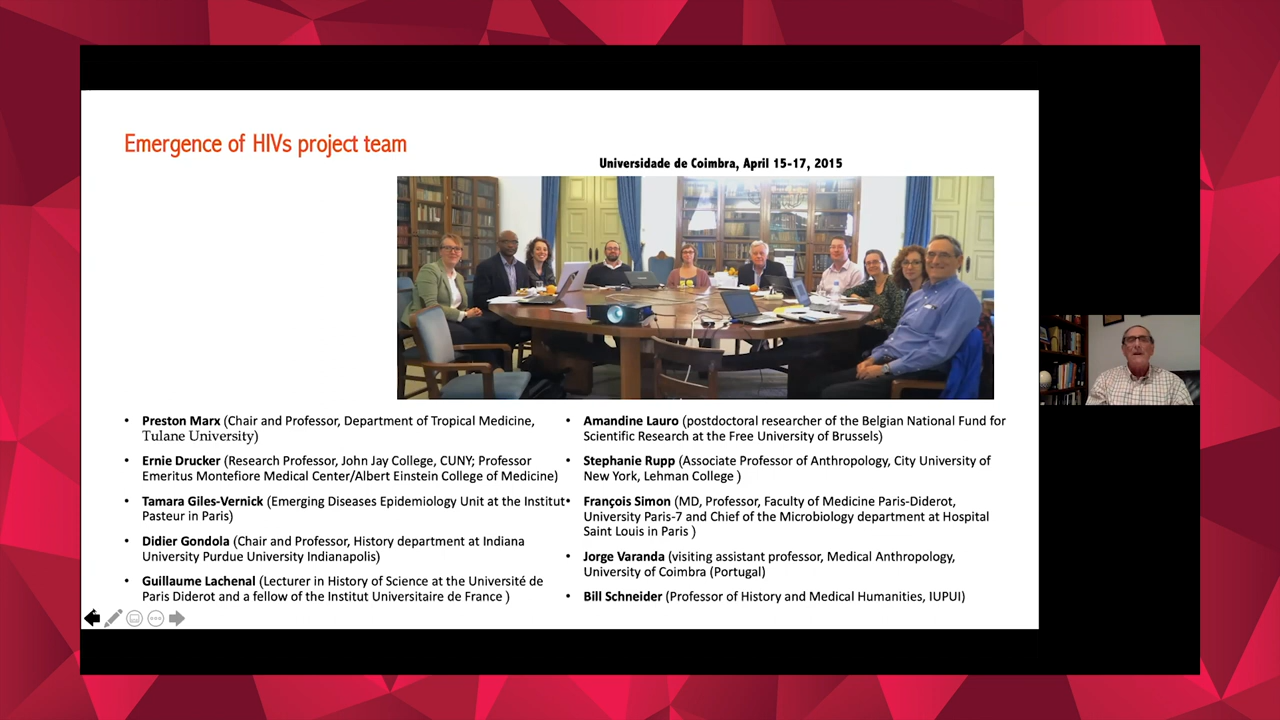 Emergence of HIVs project team
Universidade de Coimbra, April 15-17, 2015
• Preston Marx (Chair and Professor, Department of Tropical Medicine,
Tulane University)
• Ernie Drucker (Research Professor, John Jay College, CUNY; Professor
Emeritus Montefiore Medical Center/Albert Einstein College of Medicine)
• Tamara Giles-Vernick (Emerging Diseases Epidemiology Unit at the Institut
Pasteur in Paris)
• Didier Gondola (Chair and Professor, History department at Indiana
University Purdue University Indianapolis)
• Guillaume Lachenal (Lecturer in History of Science at the Université de
Paris Diderot and a fellow of the Institut Universitaire de France )
• Amandine Lauro (postdoctoral researcher of the Belgian National Fund for
Scientific Research at the Free University of Brussels)
• Stephanie Rupp (Associate Professor of Anthropology, City University of
New York, Lehman College )
• François Simon (MD, Professor, Faculty of Medicine Paris-Diderot,
University Paris-7 and Chief of the Microbiology department at Hospital
Saint Louis in Paris )
• Jorge Varanda (visiting assistant professor, Medical Anthropology,
University of Coimbra (Portugal)
• Bill Schneider (Professor of History and Medical Humanities, IUPUI)